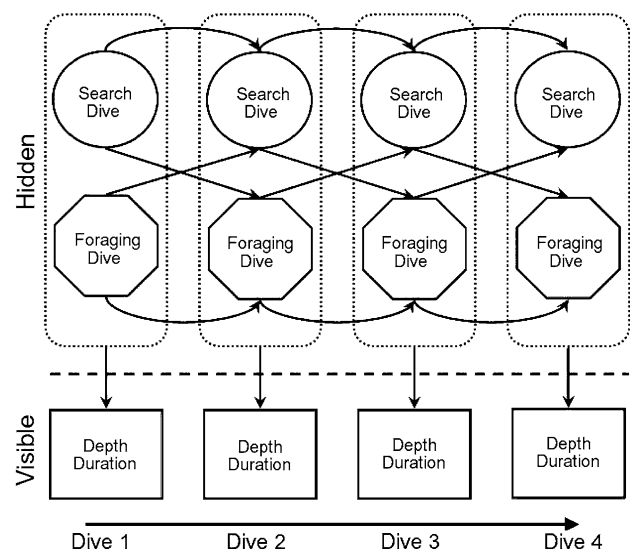 Hidden
Search
Dive
Search
Dive
Search
Dive
Search
Dive
Foraging
Dive
Foraging
Dive
Foraging
Dive
Foraging
Dive
Visible
Depth
Duration
Depth
Duration
Depth
Duration
Depth
Duration
Dive 1
Dive 2
Dive 3
Dive 4